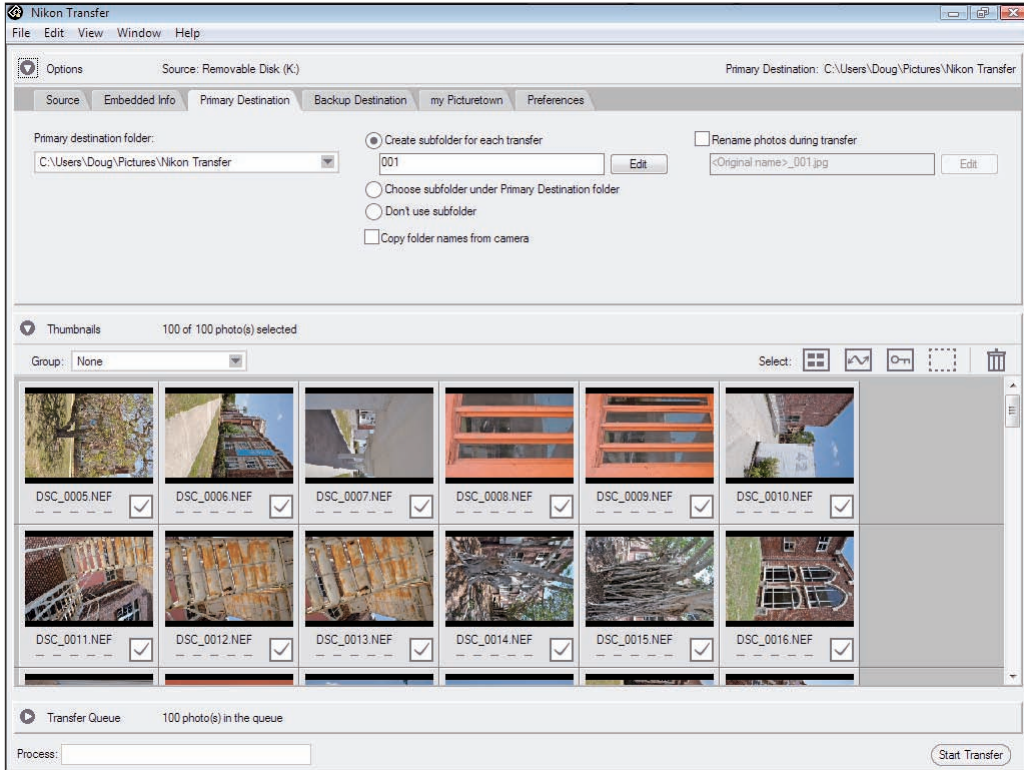 Nikon Transfer
File Edit View Window Help
Options Source: Removable Disk (K:) Primary Destination: C:\Users\Doug\Pictures\Nikon Transfer
Source Embedded Info Primary Destination Backup Destination my Picturetown Preferences
Primary destination folder:
C:\Users\Doug\Pictures\Nikon Transfer
Create subfolder for each transfer
001 Edit
Choose subfolder under Primary Destination folder
Don't use subfolder
Copy folder names from camera
Rename photos during transfer
<Original name>_001.jpg Edit
Thumbnails 100 of 100 photo(s) selected
Group: None Select:
42
DSC_0005.NEF DSC_0006.NEF DSC_0007.NEF DSC_0008.NEF DSC_0009.NEF DSC_0010.NEF
DSC_0011.NEF DSC_0012.NEF DSC_0013.NEF DSC_0014.NEF DSC_0015.NEF DSC_0016.NEF
Transfer Queue 100 photo(s) in the queue
Process: Start Transfer